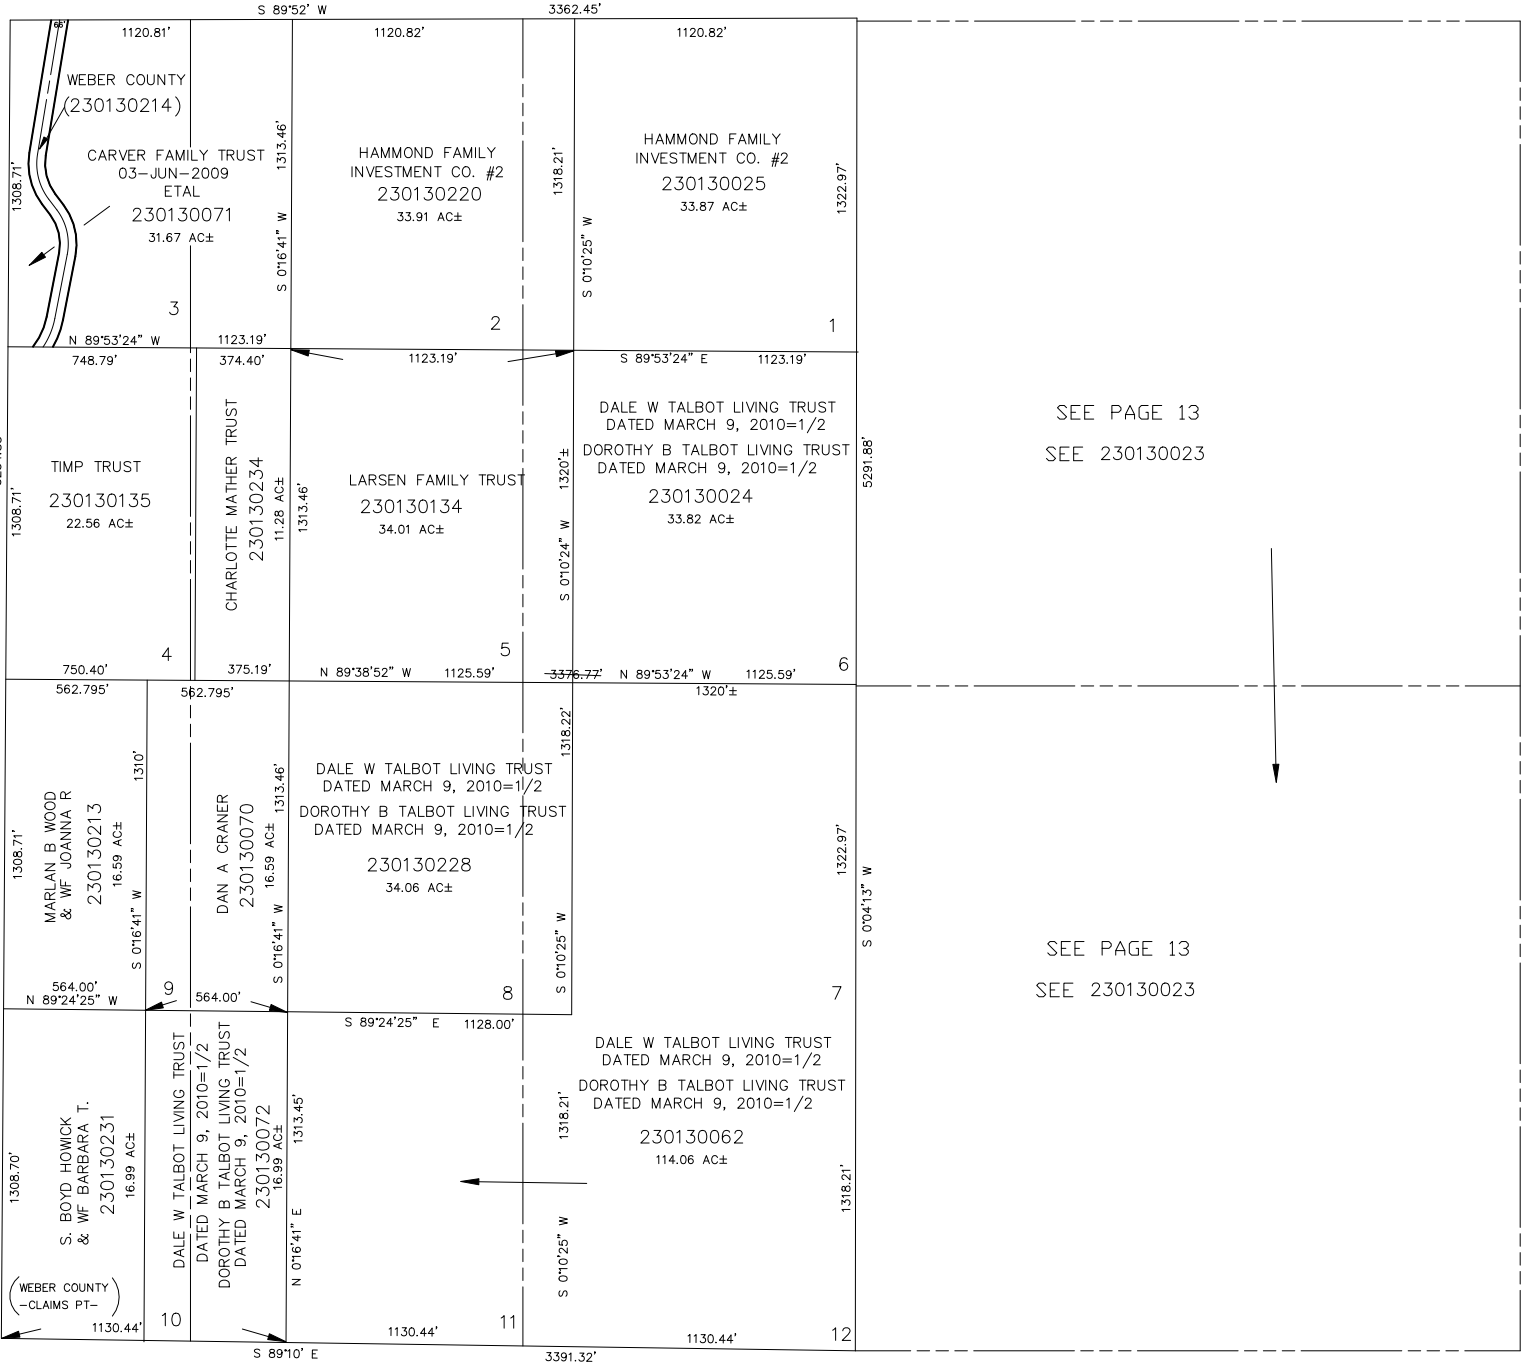 S 89°52' W
3362.45'
66'
1120.81'
1120.82'
1120.82'
WEBER COUNTY
(230130214)
CARVER FAMILY TRUST
03-JUN-2009
ETAL
230130071
31.67 AC±
1308.71'
1313.46'
S 0°16'41" W
3
HAMMOND FAMILY
INVESTMENT CO. #2
230130220
33.91 AC±
1318.21'
S 0°10'25" W
2
HAMMOND FAMILY
INVESTMENT CO. #2
230130025
33.87 AC±
1322.97'
1
N 89°53'24" W
1123.19'
748.79'
374.40'
1123.19'
S 89°53'24" E
1123.19'
TIMP TRUST
230130135
22.56 AC±
1308.71'
4
CHARLOTTE MATHER TRUST
230130234
11.28 AC±
1313.46'
LARSEN FAMILY TRUST
230130134
34.01 AC±
1320'±
S 0°10'24" W
5
DALE W TALBOT LIVING TRUST
DATED MARCH 9, 2010=1/2
DOROTHY B TALBOT LIVING TRUST
DATED MARCH 9, 2010=1/2
230130024
33.82 AC±
5291.88'
6
SEE PAGE 13
SEE 230130023
750.40'
375.19'
N 89°38'52" W
1125.59'
3376.77'
N 89°53'24" W
1125.59'
562.795'
562.795'
1320'±
MARLAN B WOOD
& WF JOANNA R
230130213
16.59 AC±
1308.71'
1310'
S 0°16'41" W
DAN A CRANER
230130070
16.59 AC±
1313.46'
S 0°16'41" W
9
DALE W TALBOT LIVING TRUST
DATED MARCH 9, 2010=1/2
DOROTHY B TALBOT LIVING TRUST
DATED MARCH 9, 2010=1/2
230130228
34.06 AC±
1318.22'
S 0°10'25" W
8
1322.97'
S 0°04'13" W
7
SEE PAGE 13
SEE 230130023
564.00'
N 89°24'25" W
564.00'
S 89°24'25" E
1128.00'
S. BOYD HOWICK
& WF BARBARA T.
230130231
16.99 AC±
1308.70'
(WEBER COUNTY
-CLAIMS PT-)
DALE W TALBOT LIVING TRUST
DATED MARCH 9, 2010=1/2
DOROTHY B TALBOT LIVING TRUST
DATED MARCH 9, 2010=1/2
230130072
16.99 AC±
1313.45'
N 0°16'41" E
10
1318.21'
S 0°10'25" W
11
DALE W TALBOT LIVING TRUST
DATED MARCH 9, 2010=1/2
DOROTHY B TALBOT LIVING TRUST
DATED MARCH 9, 2010=1/2
230130062
114.06 AC±
1318.21'
12
1130.44'
1130.44'
1130.44'
S 89°10' E
3391.32'